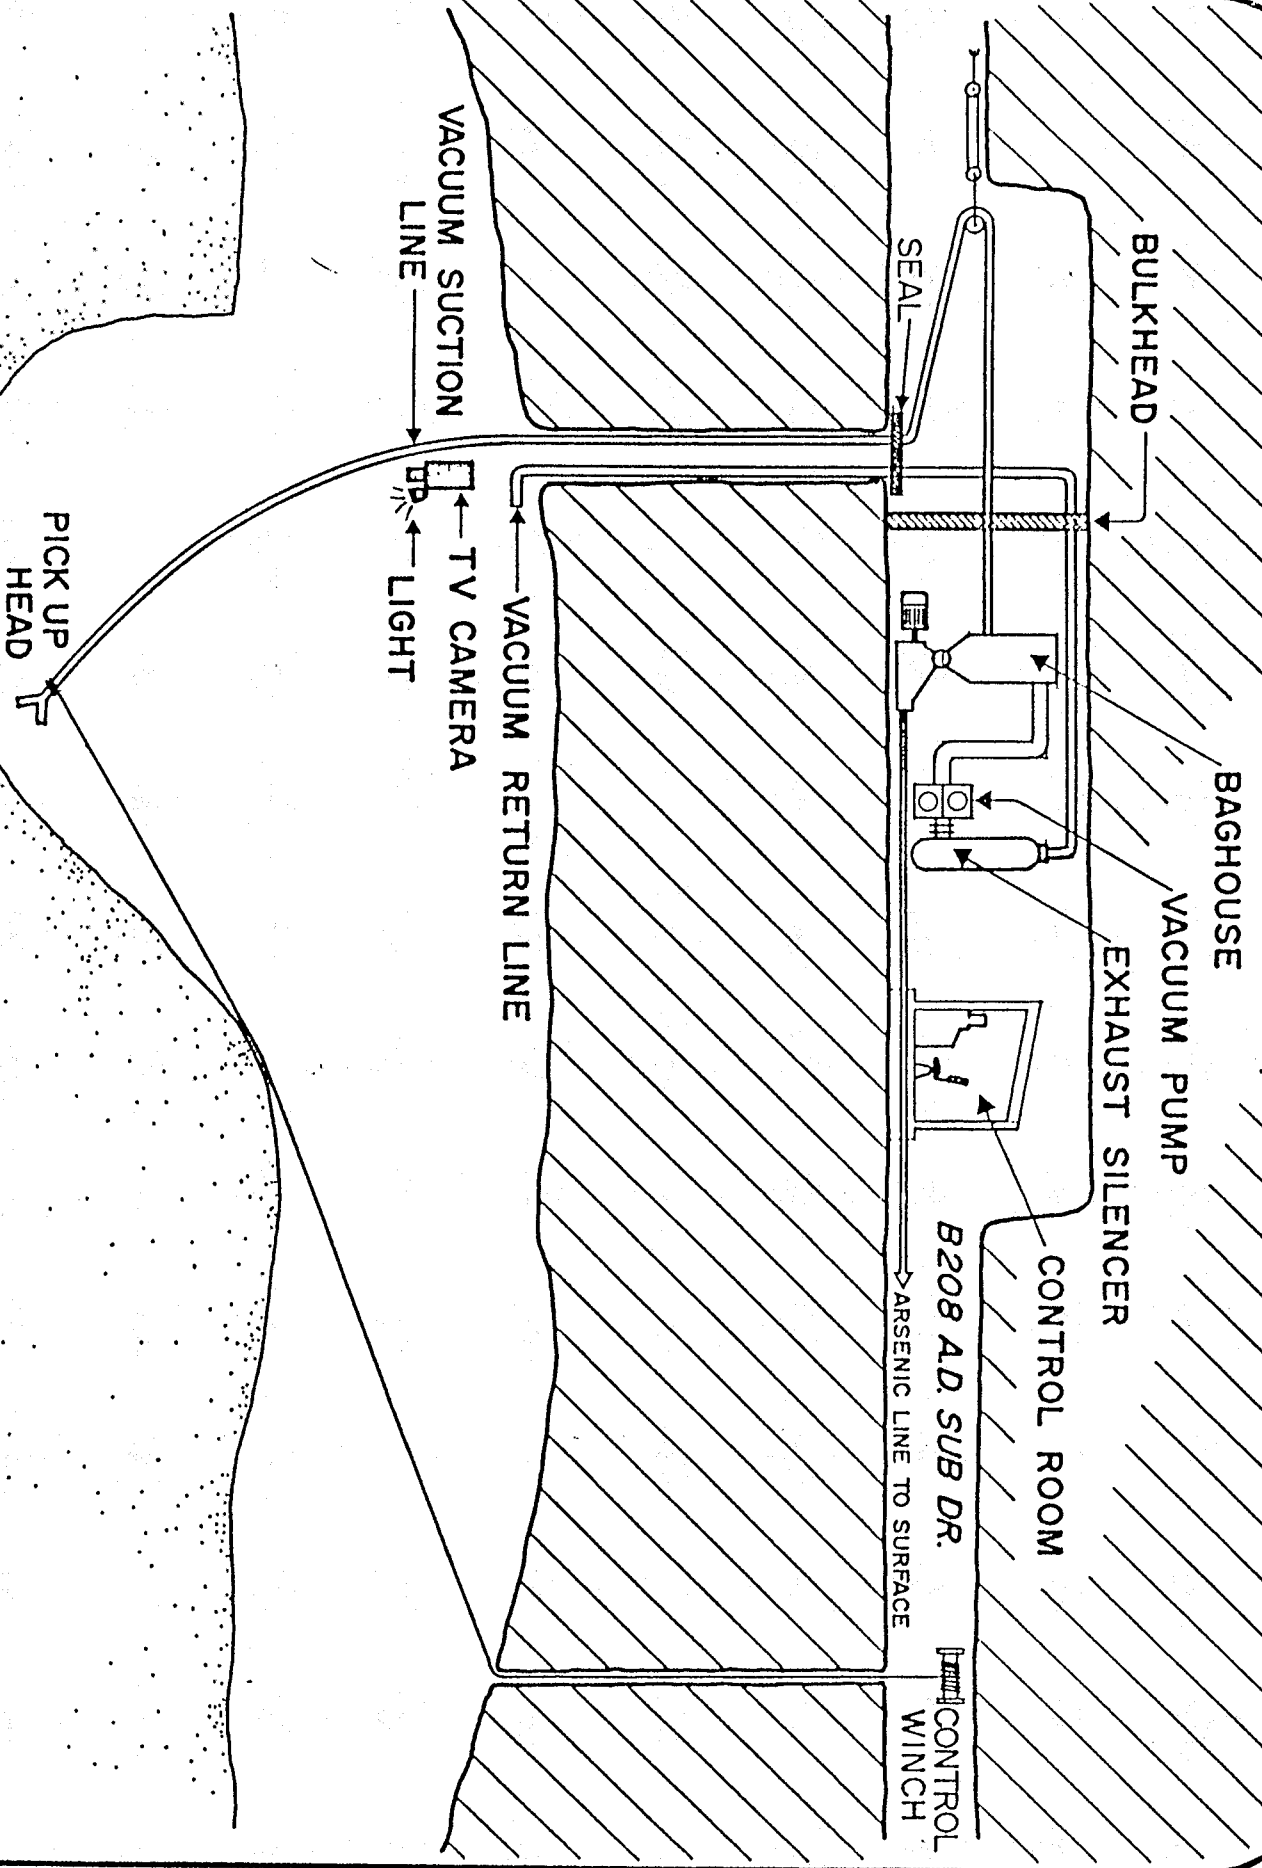 BULKHEAD
BAGHOUSE
VACUUM PUMP
EXHAUST SILENCER
CONTROL ROOM
B208 A.D. SUB DR.
CONTROL
WINCH
SEAL
ARSENIC LINE TO SURFACE
VACUUM SUCTION
LINE
VACUUM RETURN LINE
TV CAMERA
LIGHT
PICK UP
HEAD